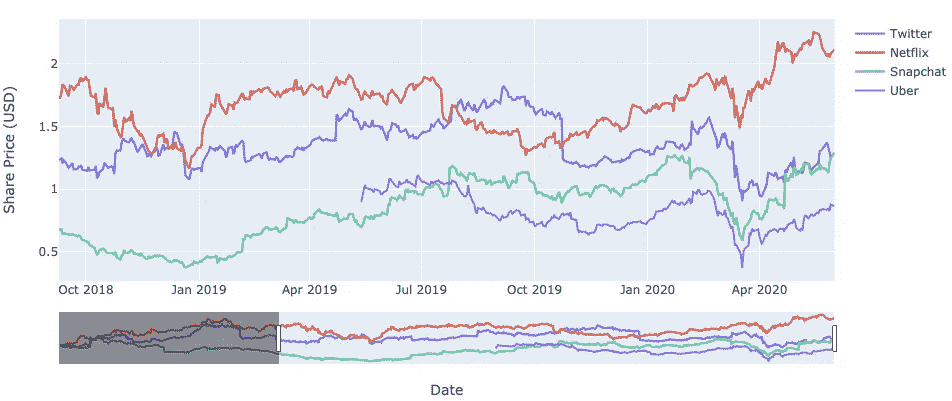 Twitter
Netflix
Snapchat
Uber
Share Price (USD)
2
1.5
1
0.5
Oct 2018 Jan 2019 Apr 2019 Jul 2019 Oct 2019 Jan 2020 Apr 2020
Date